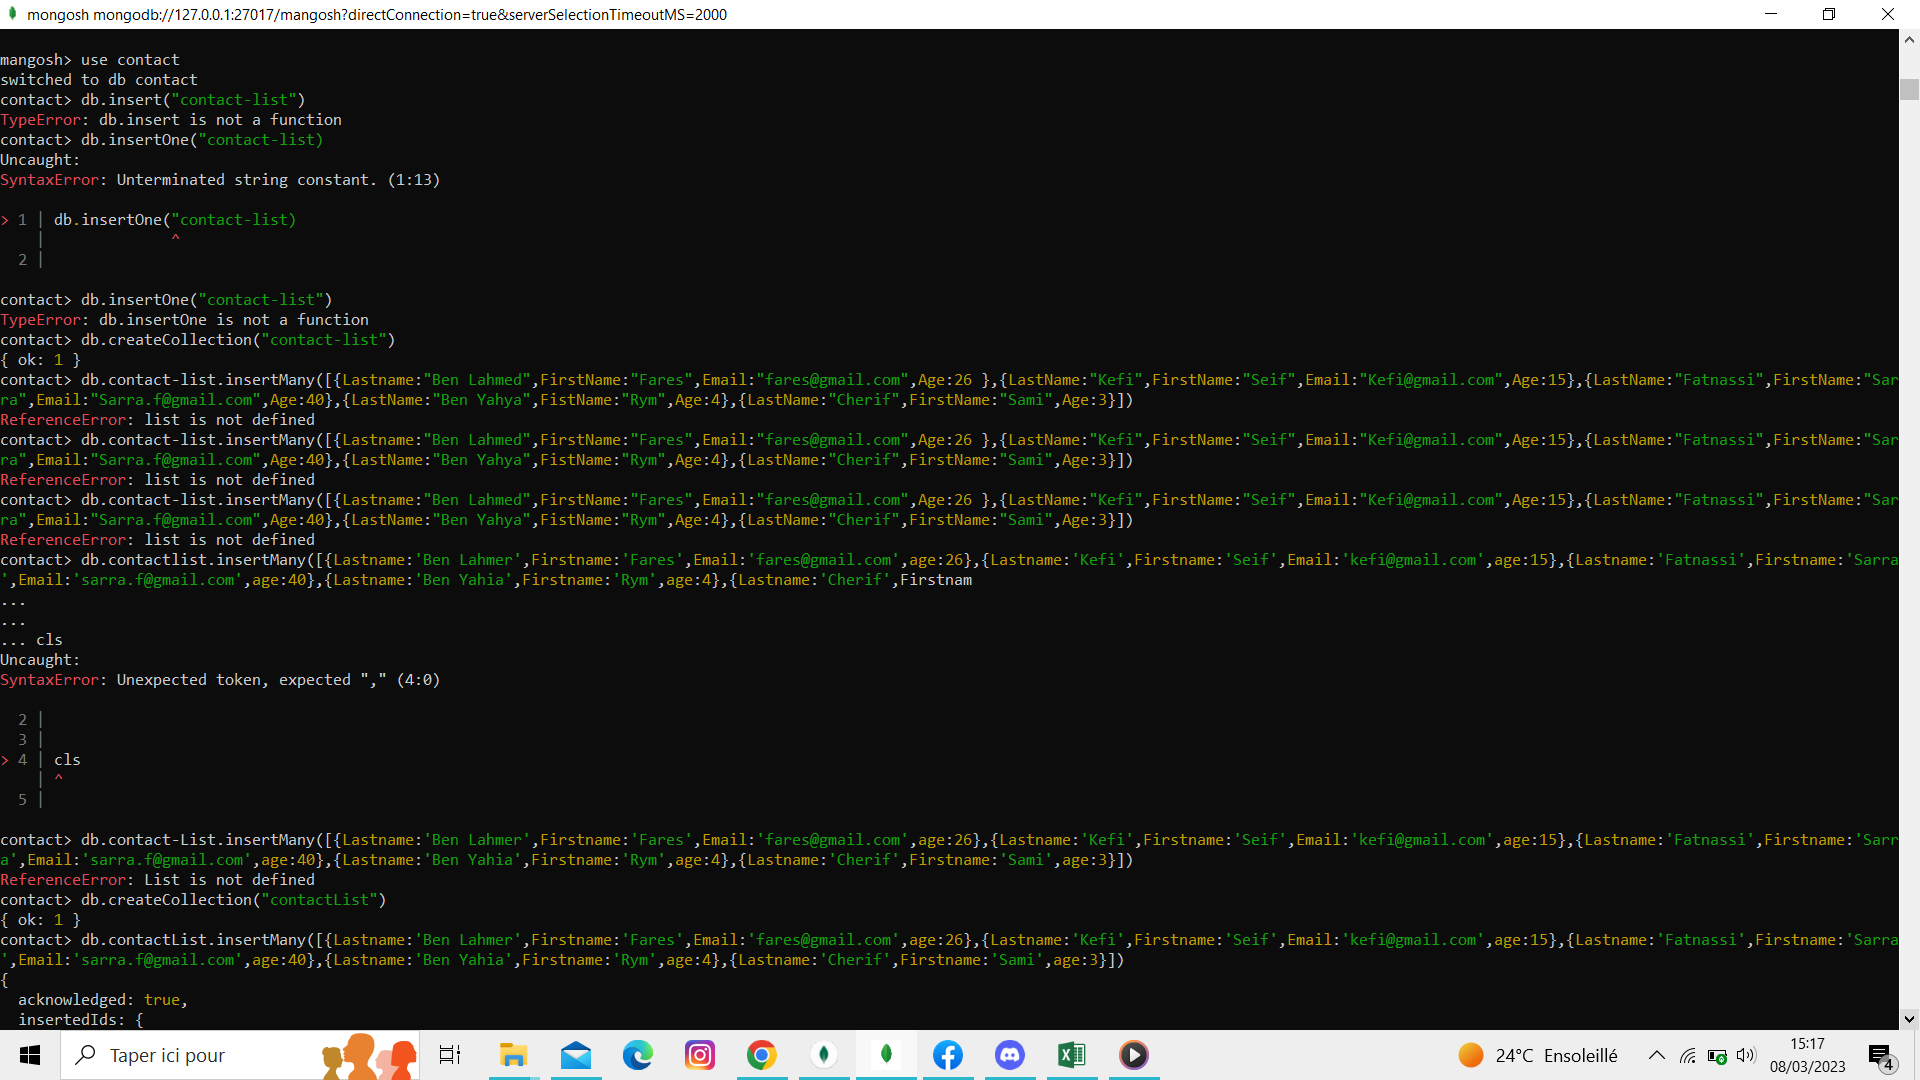 mongosh mongodb://127.0.0.1:27017/mangosh?directConnection=true&serverSelectionTimeoutMS=2000
mangosh> use contact
switched to db contact
contact> db.insert("contact-list")
TypeError: db.insert is not a function
contact> db.insertOne("contact-list)
Uncaught:
SyntaxError: Unterminated string constant. (1:13)
> 1 | db.insertOne("contact-list)
    |              ^
  2 |
contact> db.insertOne("contact-list")
TypeError: db.insertOne is not a function
contact> db.createCollection("contact-list")
{ ok: 1 }
contact> db.contact-list.insertMany([{Lastname:"Ben Lahmed",FirstName:"Fares",Email:"fares@gmail.com",Age:26 },{LastName:"Kefi",FirstName:"Seif",Email:"Kefi@gmail.com",Age:15},{LastName:"Fatnassi",FirstName:"Sar
ra",Email:"Sarra.f@gmail.com",Age:40},{LastName:"Ben Yahya",FistName:"Rym",Age:4},{LastName:"Cherif",FirstName:"Sami",Age:3}])
ReferenceError: list is not defined
contact> db.contact-list.insertMany([{Lastname:"Ben Lahmed",FirstName:"Fares",Email:"fares@gmail.com",Age:26 },{LastName:"Kefi",FirstName:"Seif",Email:"Kefi@gmail.com",Age:15},{LastName:"Fatnassi",FirstName:"Sar
ra",Email:"Sarra.f@gmail.com",Age:40},{LastName:"Ben Yahya",FistName:"Rym",Age:4},{LastName:"Cherif",FirstName:"Sami",Age:3}])
ReferenceError: list is not defined
contact> db.contact-list.insertMany([{Lastname:"Ben Lahmed",FirstName:"Fares",Email:"fares@gmail.com",Age:26 },{LastName:"Kefi",FirstName:"Seif",Email:"Kefi@gmail.com",Age:15},{LastName:"Fatnassi",FirstName:"Sar
ra",Email:"Sarra.f@gmail.com",Age:40},{LastName:"Ben Yahya",FistName:"Rym",Age:4},{LastName:"Cherif",FirstName:"Sami",Age:3}])
ReferenceError: list is not defined
contact> db.contactlist.insertMany([{Lastname:'Ben Lahmer',Firstname:'Fares',Email:'fares@gmail.com',age:26},{Lastname:'Kefi',Firstname:'Seif',Email:'kefi@gmail.com',age:15},{Lastname:'Fatnassi',Firstname:'Sarra
',Email:'sarra.f@gmail.com',age:40},{Lastname:'Ben Yahia',Firstname:'Rym',age:4},{Lastname:'Cherif',Firstnam
...
...
... cls
Uncaught:
SyntaxError: Unexpected token, expected "," (4:0)
  2 |
  3 |
> 4 | cls
    | ^
  5 |
contact> db.contact-List.insertMany([{Lastname:'Ben Lahmer',Firstname:'Fares',Email:'fares@gmail.com',age:26},{Lastname:'Kefi',Firstname:'Seif',Email:'kefi@gmail.com',age:15},{Lastname:'Fatnassi',Firstname:'Sarr
a',Email:'sarra.f@gmail.com',age:40},{Lastname:'Ben Yahia',Firstname:'Rym',age:4},{Lastname:'Cherif',Firstname:'Sami',age:3}])
ReferenceError: List is not defined
contact> db.createCollection("contactList")
{ ok: 1 }
contact> db.contactList.insertMany([{Lastname:'Ben Lahmer',Firstname:'Fares',Email:'fares@gmail.com',age:26},{Lastname:'Kefi',Firstname:'Seif',Email:'kefi@gmail.com',age:15},{Lastname:'Fatnassi',Firstname:'Sarra
',Email:'sarra.f@gmail.com',age:40},{Lastname:'Ben Yahia',Firstname:'Rym',age:4},{Lastname:'Cherif',Firstname:'Sami',age:3}])
{
  acknowledged: true,
  insertedIds: {
Taper ici pour
24°C Ensoleillé
15:17
08/03/2023
4